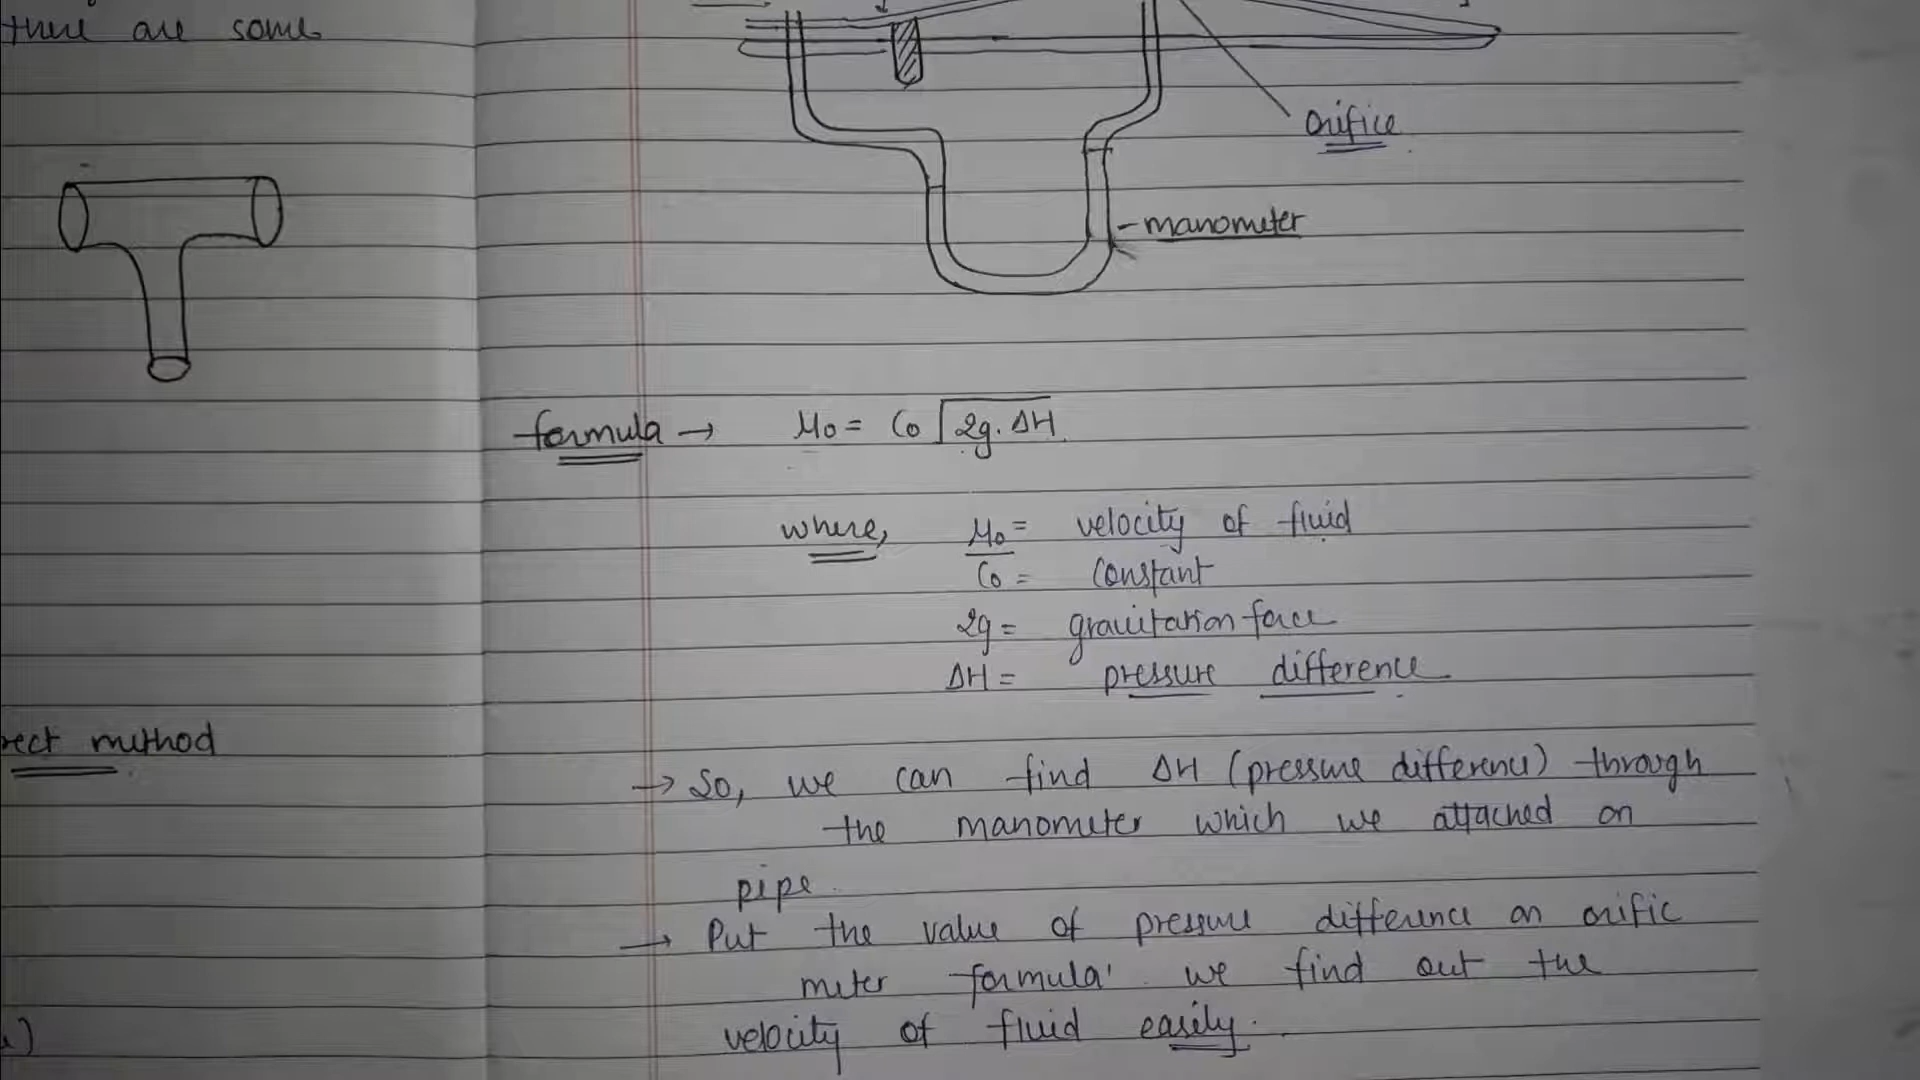 there are some
rect method
orifice
manometer
formula → μo = Co √2g.ΔH
where, μo = velocity of fluid
Co = constant
2g = gravitation force
ΔH = pressure difference
→ So, we can find ΔH (pressure difference) through
the manometer which we attached on
pipe.
→ Put the value of pressure difference on orific
meter formula we find out the
velocity of fluid easily.